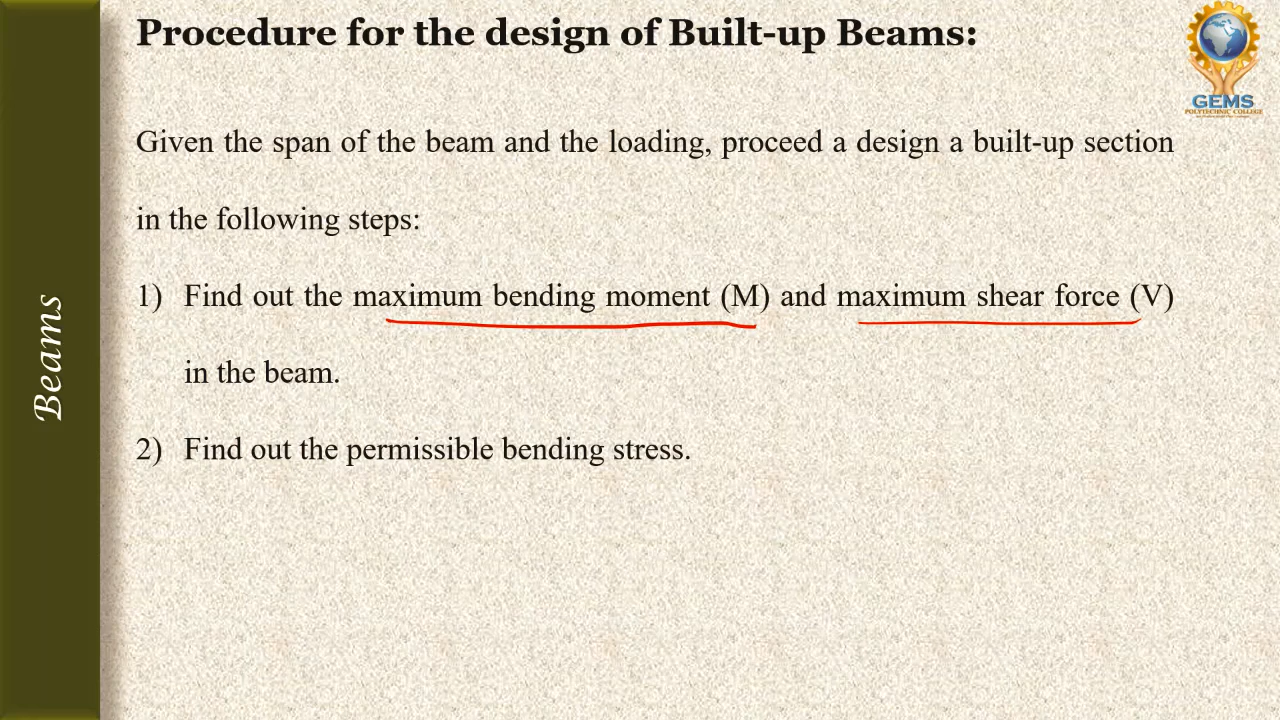 Procedure for the design of Built-up Beams:
GEMS
POLYTECHNIC COLLEGE
Given the span of the beam and the loading, proceed a design a built-up section
in the following steps:
1) Find out the maximum bending moment (M) and maximum shear force (V)
in the beam.
2) Find out the permissible bending stress.
Beams